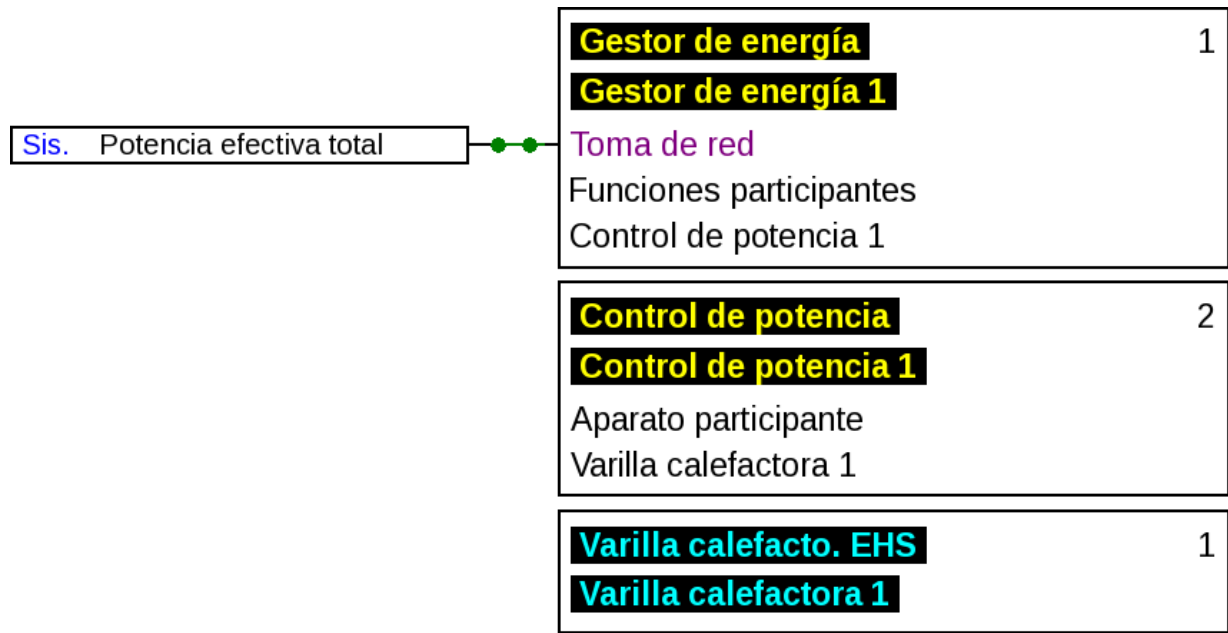 Gestor de energía 1
Gestor de energía 1
Sis. Potencia efectiva total
Toma de red
Funciones participantes
Control de potencia 1
Control de potencia 2
Control de potencia 1
Aparato participante
Varilla calefactora 1
Varilla calefacto. EHS 1
Varilla calefactora 1